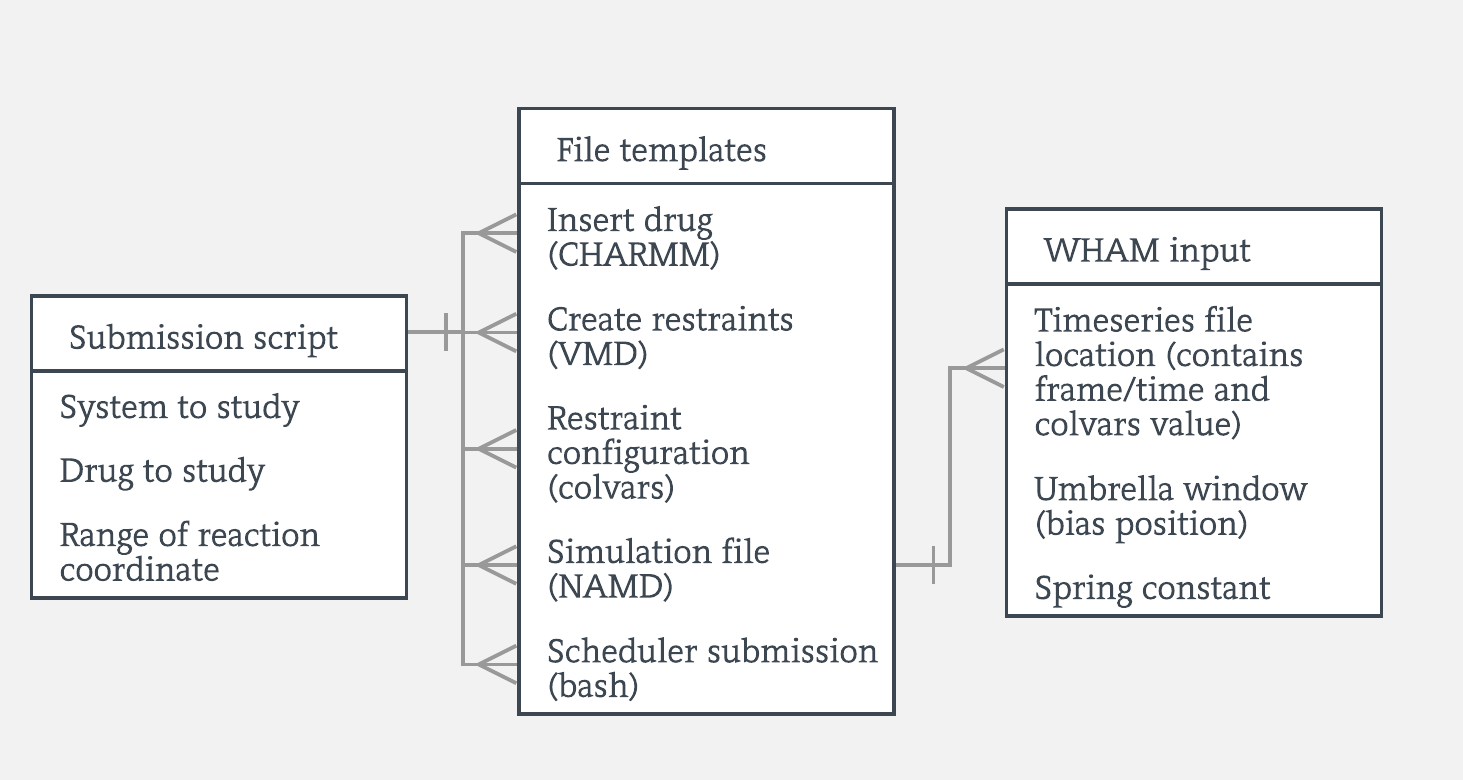 Submission script
System to study
Drug to study
Range of reaction
coordinate
File templates
Insert drug
(CHARMM)
Create restraints
(VMD)
Restraint
configuration
(colvars)
Simulation file
(NAMD)
Scheduler submission
(bash)
WHAM input
Timeseries file
location (contains
frame/time and
colvars value)
Umbrella window
(bias position)
Spring constant